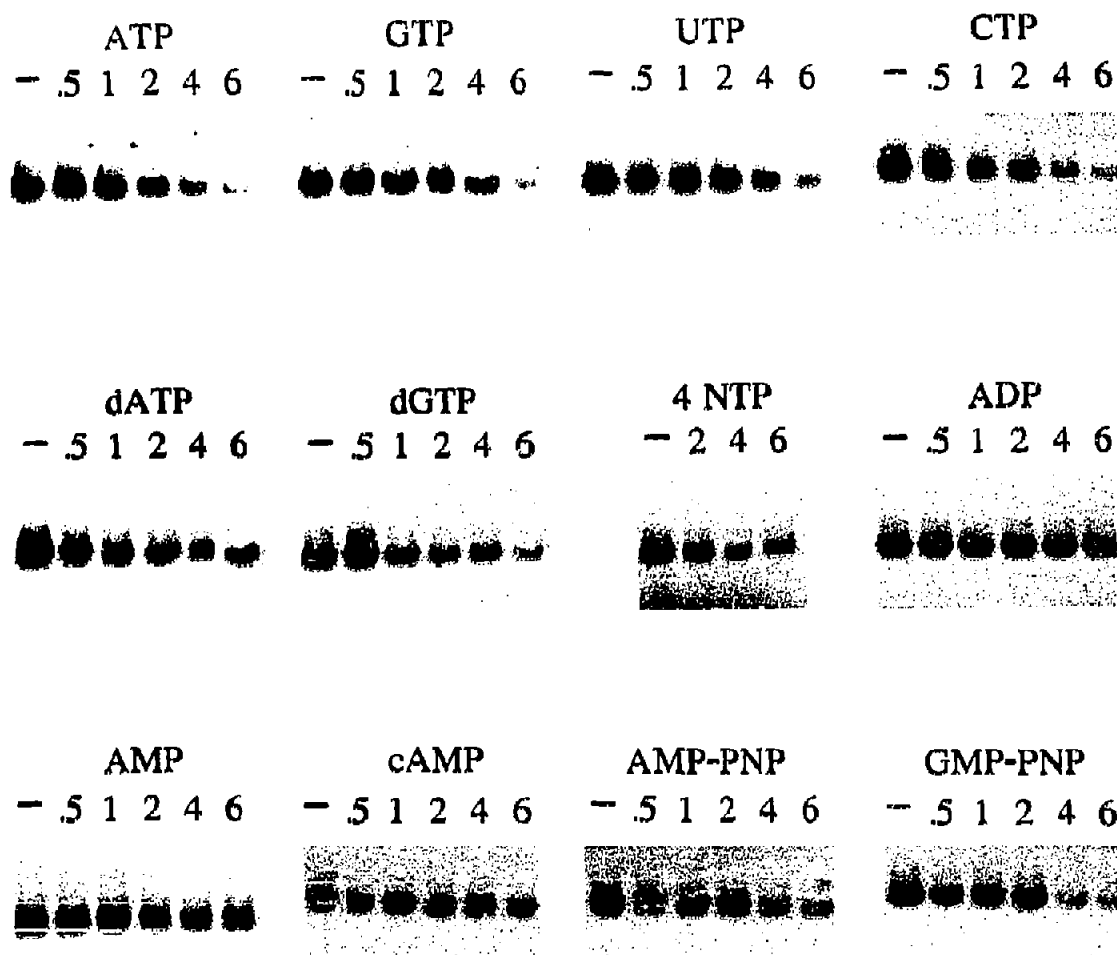 ATP GTP UTP CTP
– .5 1 2 4 6 – .5 1 2 4 6 – .5 1 2 4 6 – .5 1 2 4 6
dATP dGTP 4 NTP ADP
– .5 1 2 4 6 – .5 1 2 4 6 – 2 4 6 – .5 1 2 4 6
AMP cAMP AMP-PNP GMP-PNP
– .5 1 2 4 6 – .5 1 2 4 6 – .5 1 2 4 6 – .5 1 2 4 6